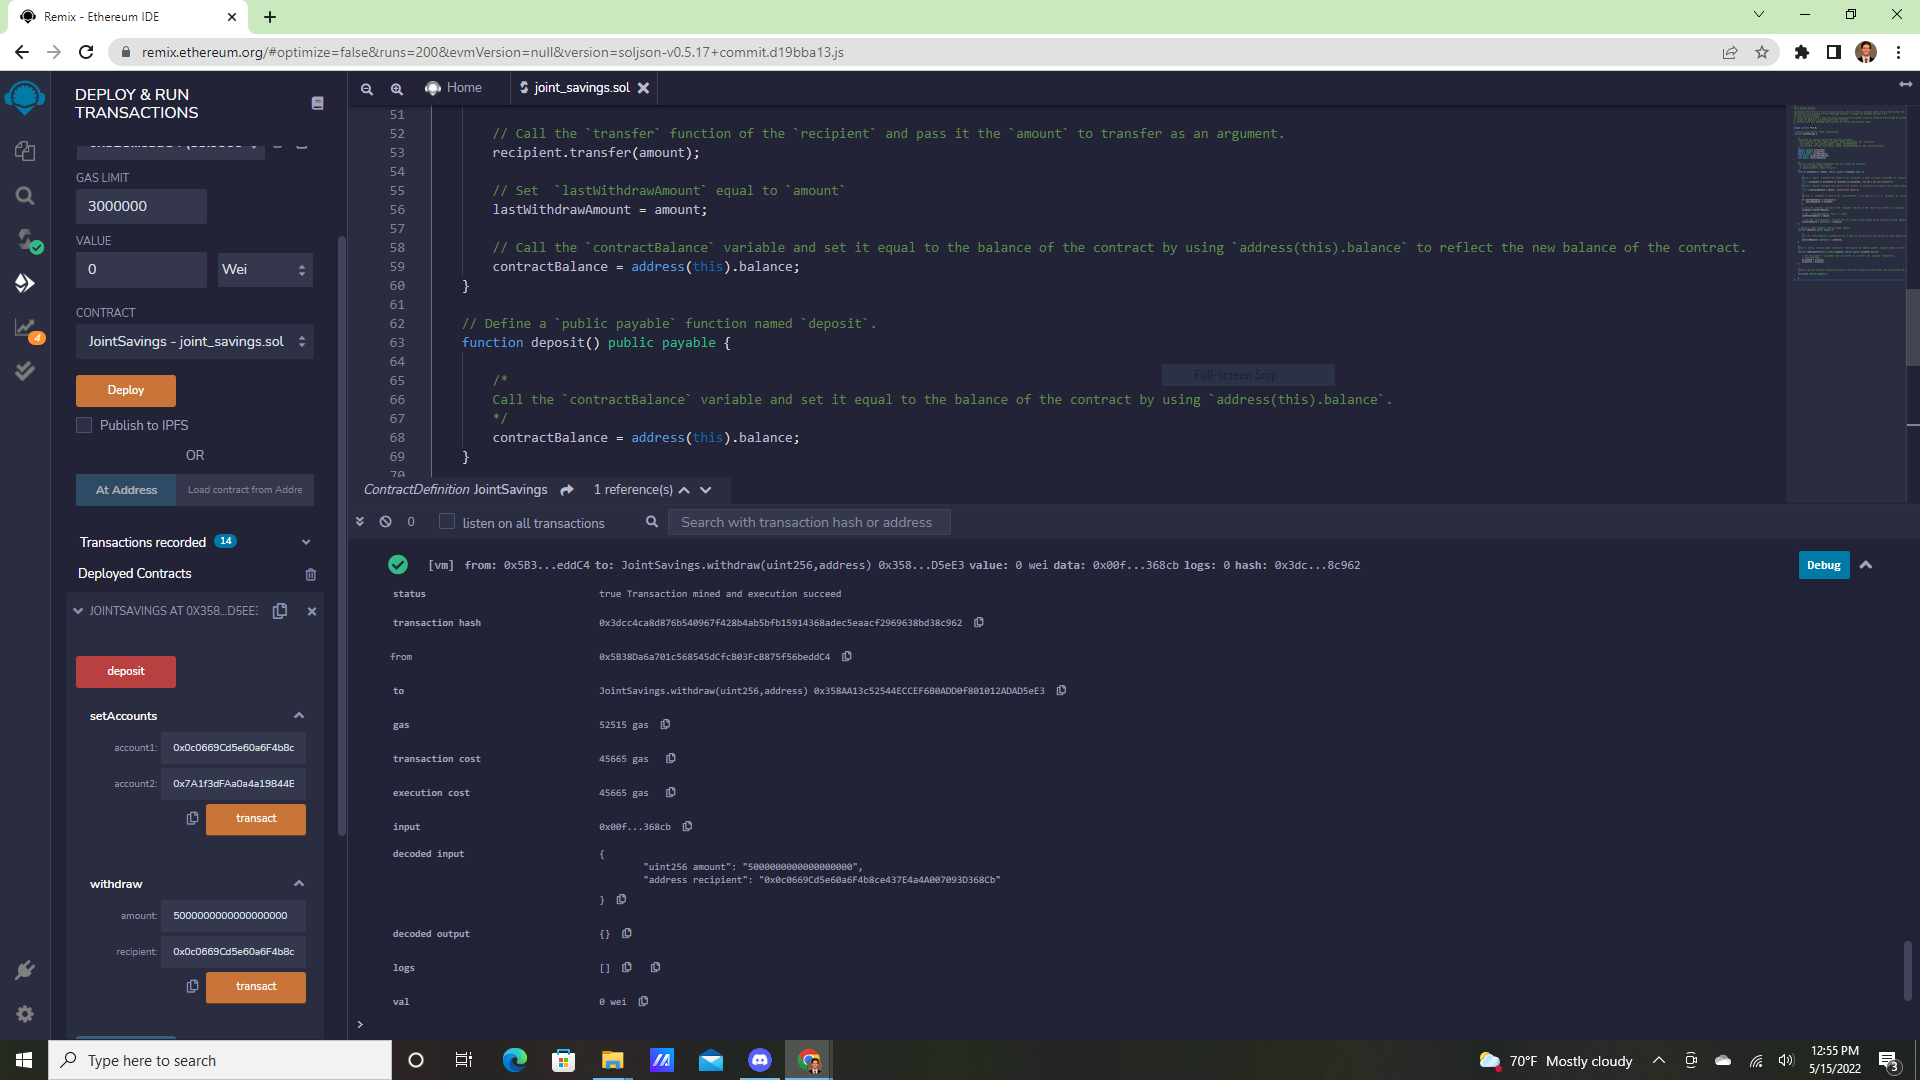 Remix - Ethereum IDE
remix.ethereum.org/#optimize=false&runs=200&evmVersion=null&version=soljson-v0.5.17+commit.d19bba13.js
DEPLOY & RUN
TRANSACTIONS
GAS LIMIT
3000000
VALUE
0
Wei
CONTRACT
JointSavings - joint_savings.sol
Deploy
Publish to IPFS
OR
At Address
Load contract from Addre
Transactions recorded 14
Deployed Contracts
JOINTSAVINGS AT 0X358...D5EE3
deposit
setAccounts
account1: 0x0c0669Cd5e60a6F4b8c
account2: 0x7A1f3dFAa0a4a19844E
transact
withdraw
amount: 5000000000000000000
recipient: 0x0c0669Cd5e60a6F4b8c
transact
4
Home
joint_savings.sol
51
52 // Call the `transfer` function of the `recipient` and pass it the `amount` to transfer as an argument.
53 recipient.transfer(amount);
54
55 // Set  `lastWithdrawAmount` equal to `amount`
56 lastWithdrawAmount = amount;
57
58 // Call the `contractBalance` variable and set it equal to the balance of the contract by using `address(this).balance` to reflect the new balance of the contract.
59 contractBalance = address(this).balance;
60 }
61
62 // Define a `public payable` function named `deposit`.
63 function deposit() public payable {
64
65 /*
66 Call the `contractBalance` variable and set it equal to the balance of the contract by using `address(this).balance`.
67 */
68 contractBalance = address(this).balance;
69 }
70
Full-screen Snip
ContractDefinition JointSavings 1 reference(s)
0 listen on all transactions Search with transaction hash or address
[vm] from: 0x5B3...eddC4 to: JointSavings.withdraw(uint256,address) 0x358...D5eE3 value: 0 wei data: 0x00f...368cb logs: 0 hash: 0x3dc...8c962
Debug
status true Transaction mined and execution succeed
transaction hash 0x3dcc4ca8d876b540967f428b4ab5bfb15914368adec5eaacf2969638bd38c962
from 0x5B38Da6a701c568545dCfcB03FcB875f56beddC4
to JointSavings.withdraw(uint256,address) 0x358AA13c52544ECCEF6B0ADD0f801012ADAD5eE3
gas 52515 gas
transaction cost 45665 gas
execution cost 45665 gas
input 0x00f...368cb
decoded input {
"uint256 amount": "5000000000000000000",
"address recipient": "0x0c0669Cd5e60a6F4b8ce437E4a4A007093D368Cb"
}
decoded output {}
logs []
val 0 wei
>
Type here to search
70°F Mostly cloudy
12:55 PM
5/15/2022
3